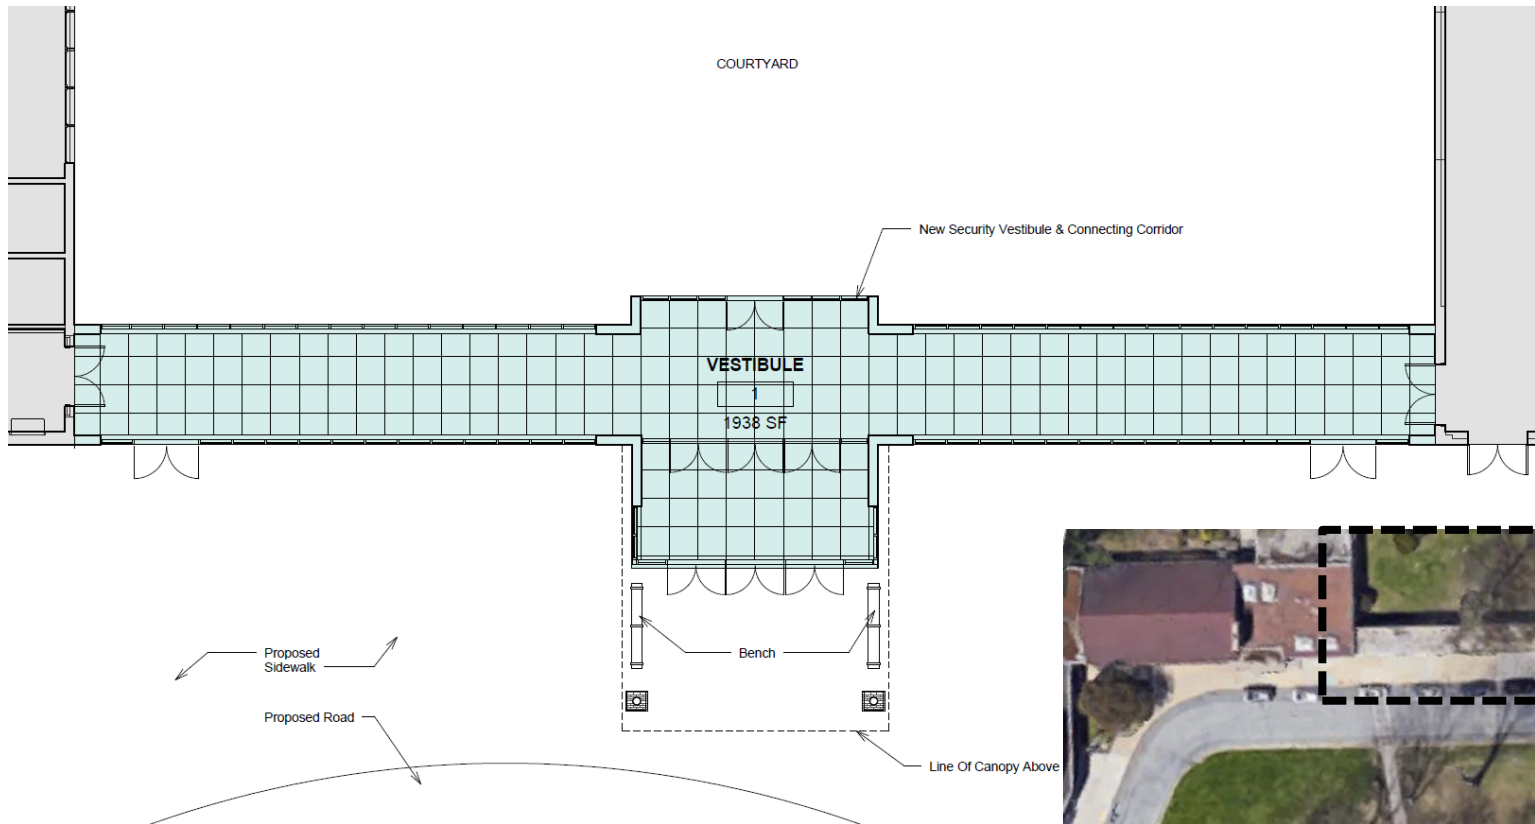 COURTYARD
New Security Vestibule & Connecting Corridor
VESTIBULE
1
1938 SF
Proposed
Sidewalk
Bench
Proposed Road
Line Of Canopy Above